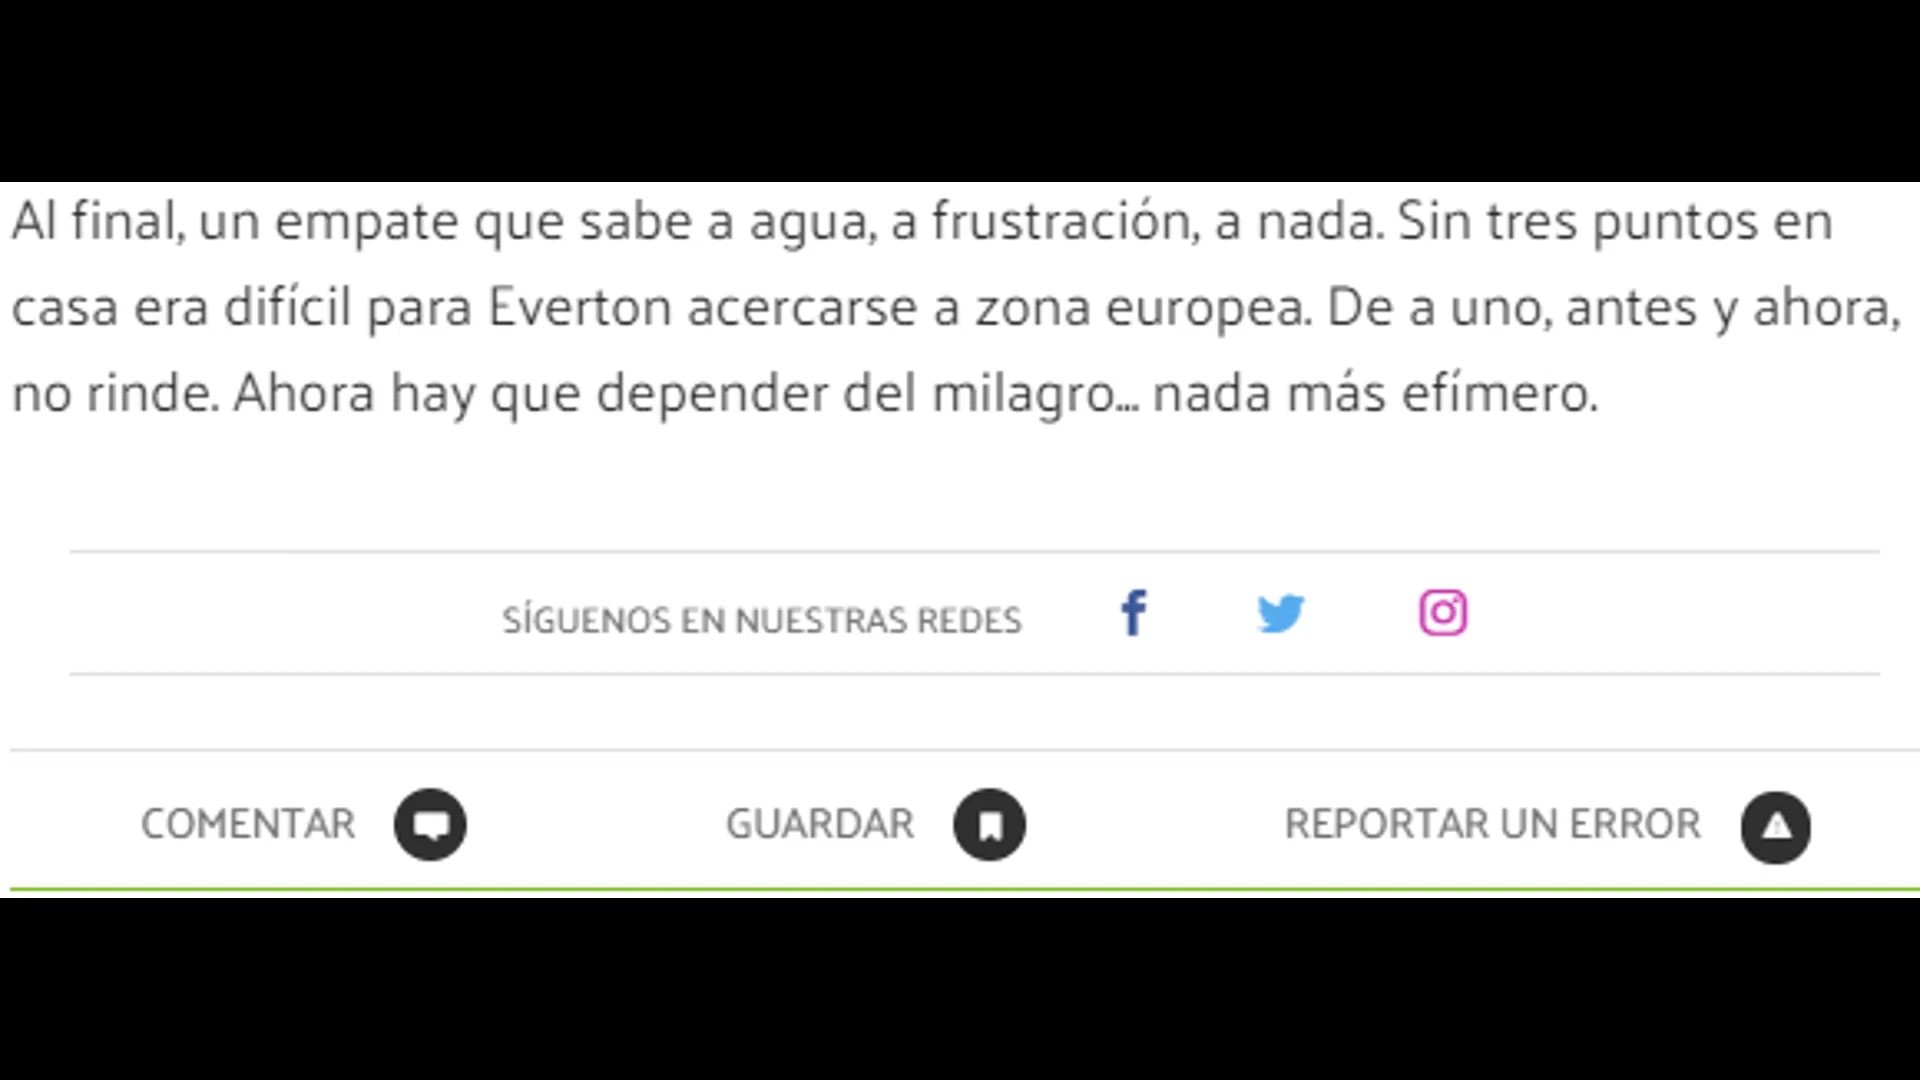 Al final, un empate que sabe a agua, a frustración, a nada. Sin tres puntos en
casa era difícil para Everton acercarse a zona europea. De a uno, antes y ahora,
no rinde. Ahora hay que depender del milagro... nada más efímero.
SÍGUENOS EN NUESTRAS REDES
COMENTAR
GUARDAR
REPORTAR UN ERROR